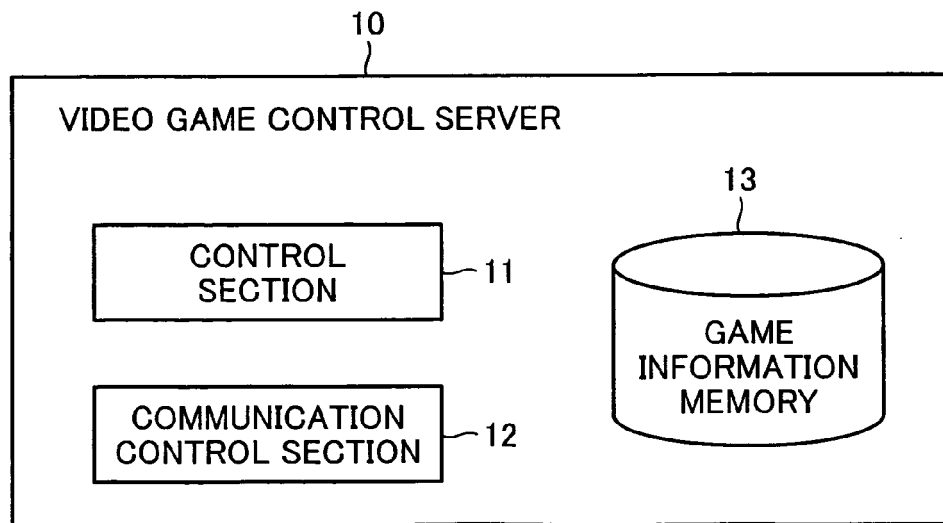 10
VIDEO GAME CONTROL SERVER
13
CONTROL
SECTION
11
GAME
INFORMATION
MEMORY
COMMUNICATION
CONTROL SECTION
12